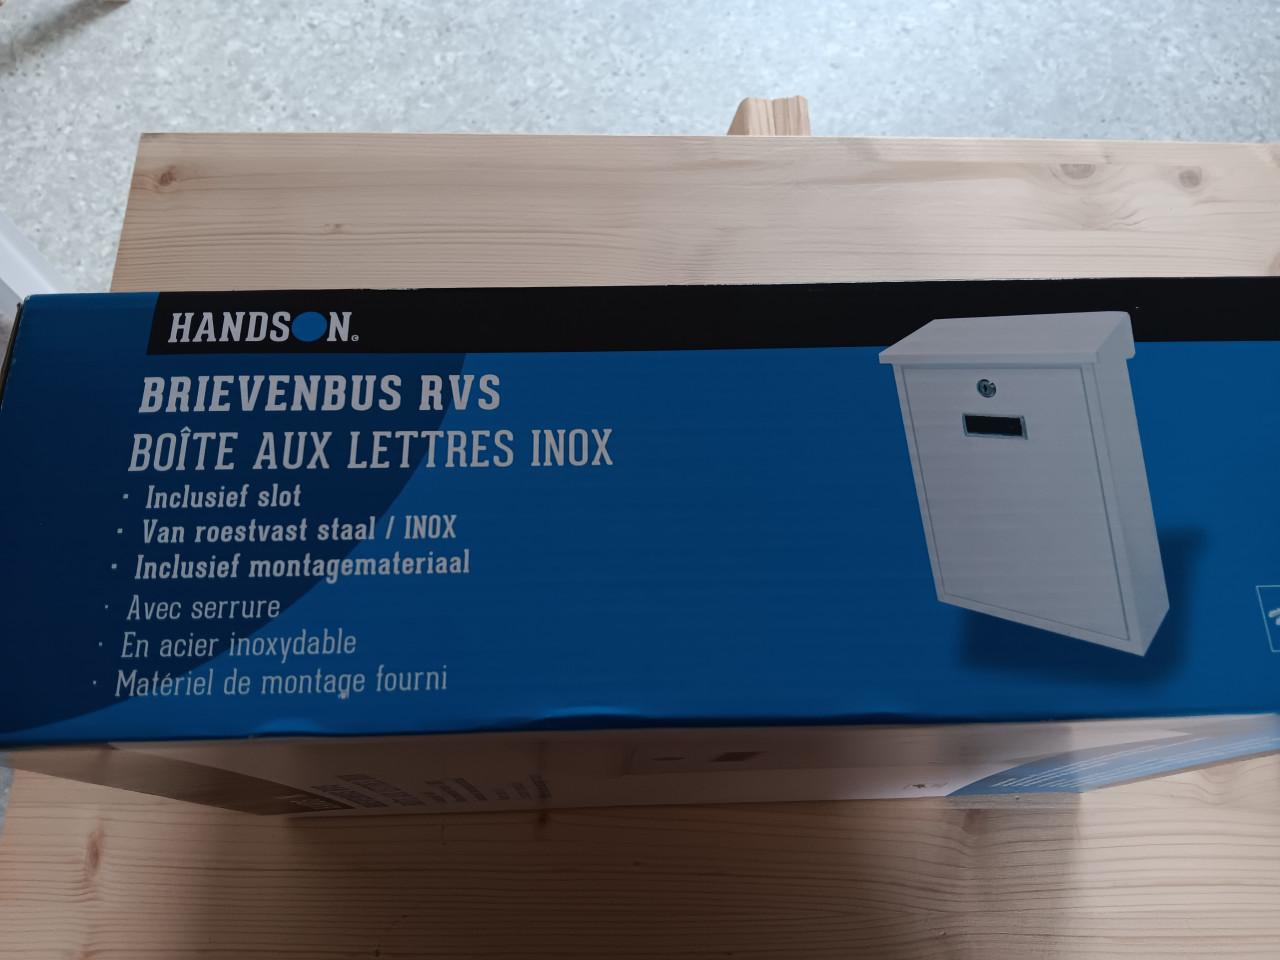 HANDSON
BRIEVENBUS RVS
BOÎTE AUX LETTRES INOX
· Inclusief slot
· Van roestvast staal / INOX
· Inclusief montagemateriaal
· Avec serrure
· En acier inoxydable
· Matériel de montage fourni